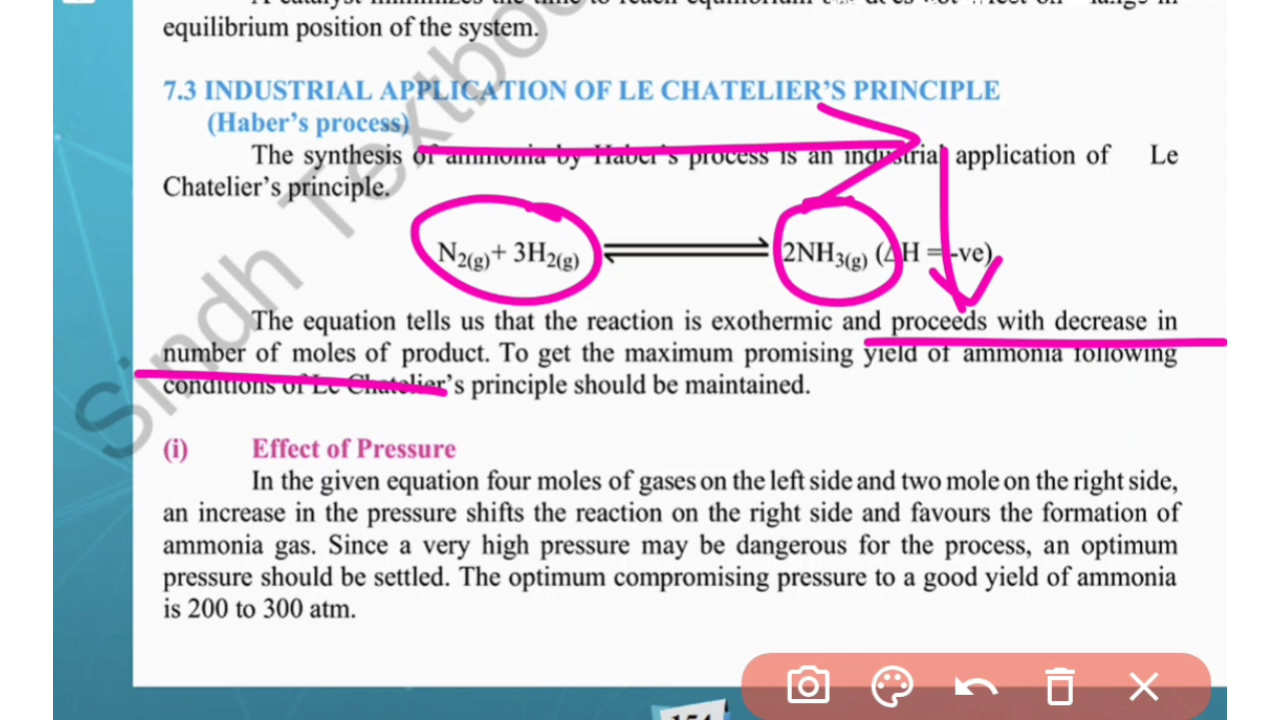 equilibrium position of the system.
7.3 INDUSTRIAL APPLICATION OF LE CHATELIER'S PRINCIPLE
(Haber's process)
The synthesis of ammonia by Haber's process is an industrial application of Le
Chatelier's principle.
N2(g)+ 3H2(g) ⇌ 2NH3(g) (ΔH = -ve)
The equation tells us that the reaction is exothermic and proceeds with decrease in
number of moles of product. To get the maximum promising yield of ammonia following
conditions of Le Chatelier's principle should be maintained.
(i) Effect of Pressure
In the given equation four moles of gases on the left side and two mole on the right side,
an increase in the pressure shifts the reaction on the right side and favours the formation of
ammonia gas. Since a very high pressure may be dangerous for the process, an optimum
pressure should be settled. The optimum compromising pressure to a good yield of ammonia
is 200 to 300 atm.
Sindh Textbo